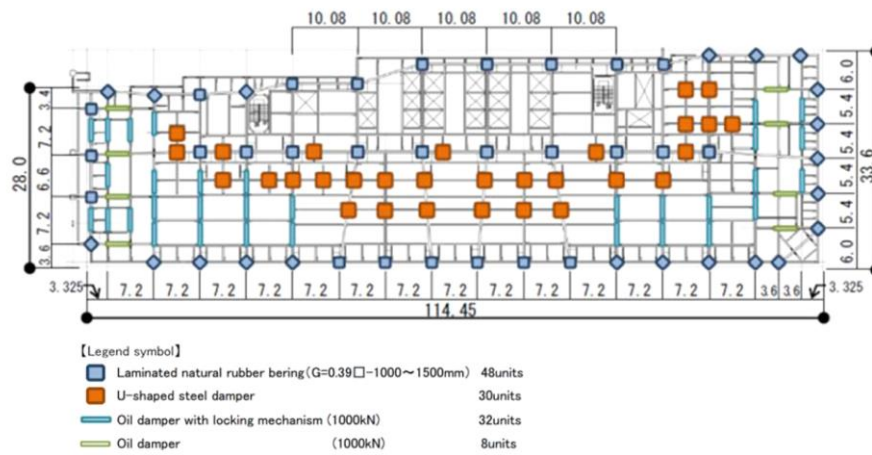 10.08 10.08 10.08 10.08 10.08
28.0
3.4
7.2
6.6
7.2
3.6
6.0
5.4
5.4
5.4
5.4
6.0
33.6
3.325 7.2 7.2 7.2 7.2 7.2 7.2 7.2 7.2 7.2 7.2 7.2 7.2 7.2 7.2 3.6 3.6 3.325
114.45
【Legend symbol】
Laminated natural rubber bering(G=0.39□-1000～1500mm) 48units
U-shaped steel damper 30units
Oil damper with locking mechanism (1000kN) 32units
Oil damper (1000kN) 8units